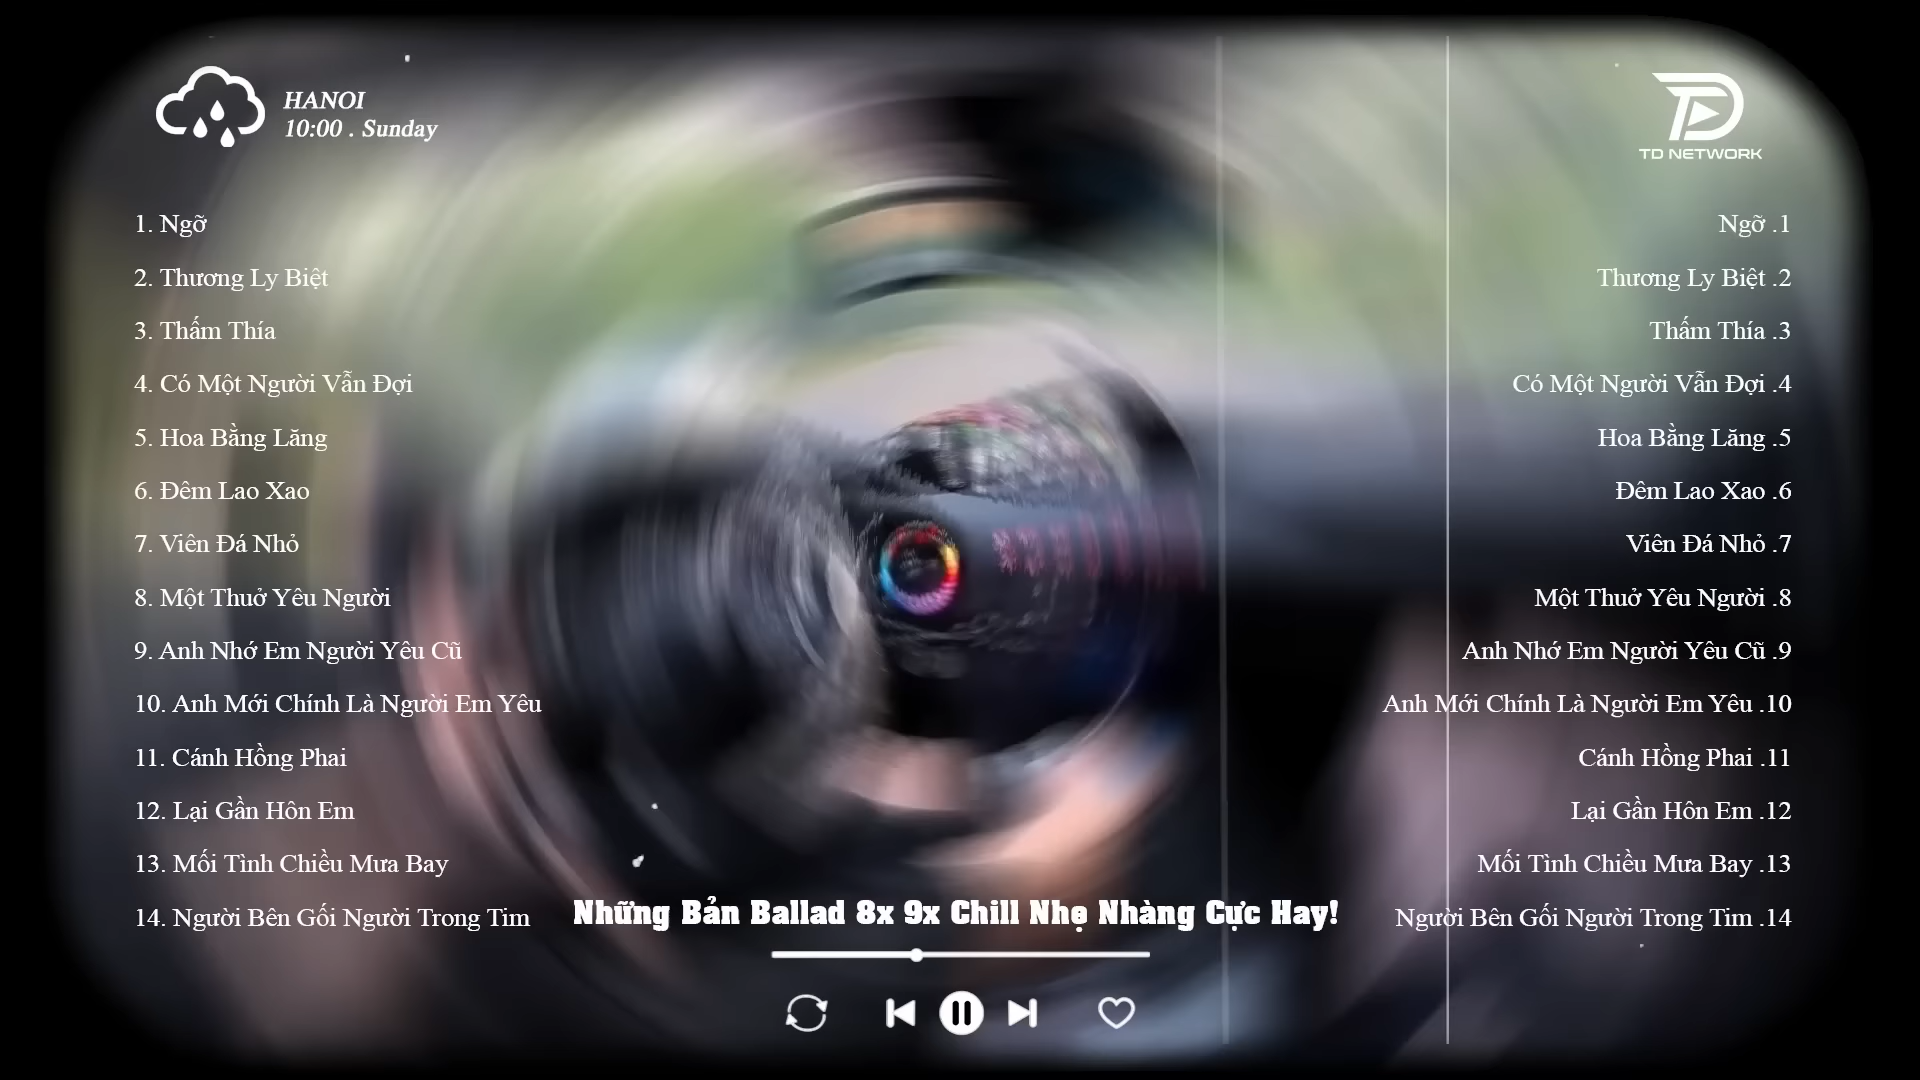 HANOI
10:00 . Sunday
TD NETWORK
1. Ngỡ
2. Thương Ly Biệt
3. Thấm Thía
4. Có Một Người Vẫn Đợi
5. Hoa Bằng Lăng
6. Đêm Lao Xao
7. Viên Đá Nhỏ
8. Một Thuở Yêu Người
9. Anh Nhớ Em Người Yêu Cũ
10. Anh Mới Chính Là Người Em Yêu
11. Cánh Hồng Phai
12. Lại Gần Hôn Em
13. Mối Tình Chiều Mưa Bay
14. Người Bên Gối Người Trong Tim
Ngỡ .1
Thương Ly Biệt .2
Thấm Thía .3
Có Một Người Vẫn Đợi .4
Hoa Bằng Lăng .5
Đêm Lao Xao .6
Viên Đá Nhỏ .7
Một Thuở Yêu Người .8
Anh Nhớ Em Người Yêu Cũ .9
Anh Mới Chính Là Người Em Yêu .10
Cánh Hồng Phai .11
Lại Gần Hôn Em .12
Mối Tình Chiều Mưa Bay .13
Người Bên Gối Người Trong Tim .14
Những Bản Ballad 8x 9x Chill Nhẹ Nhàng Cực Hay!